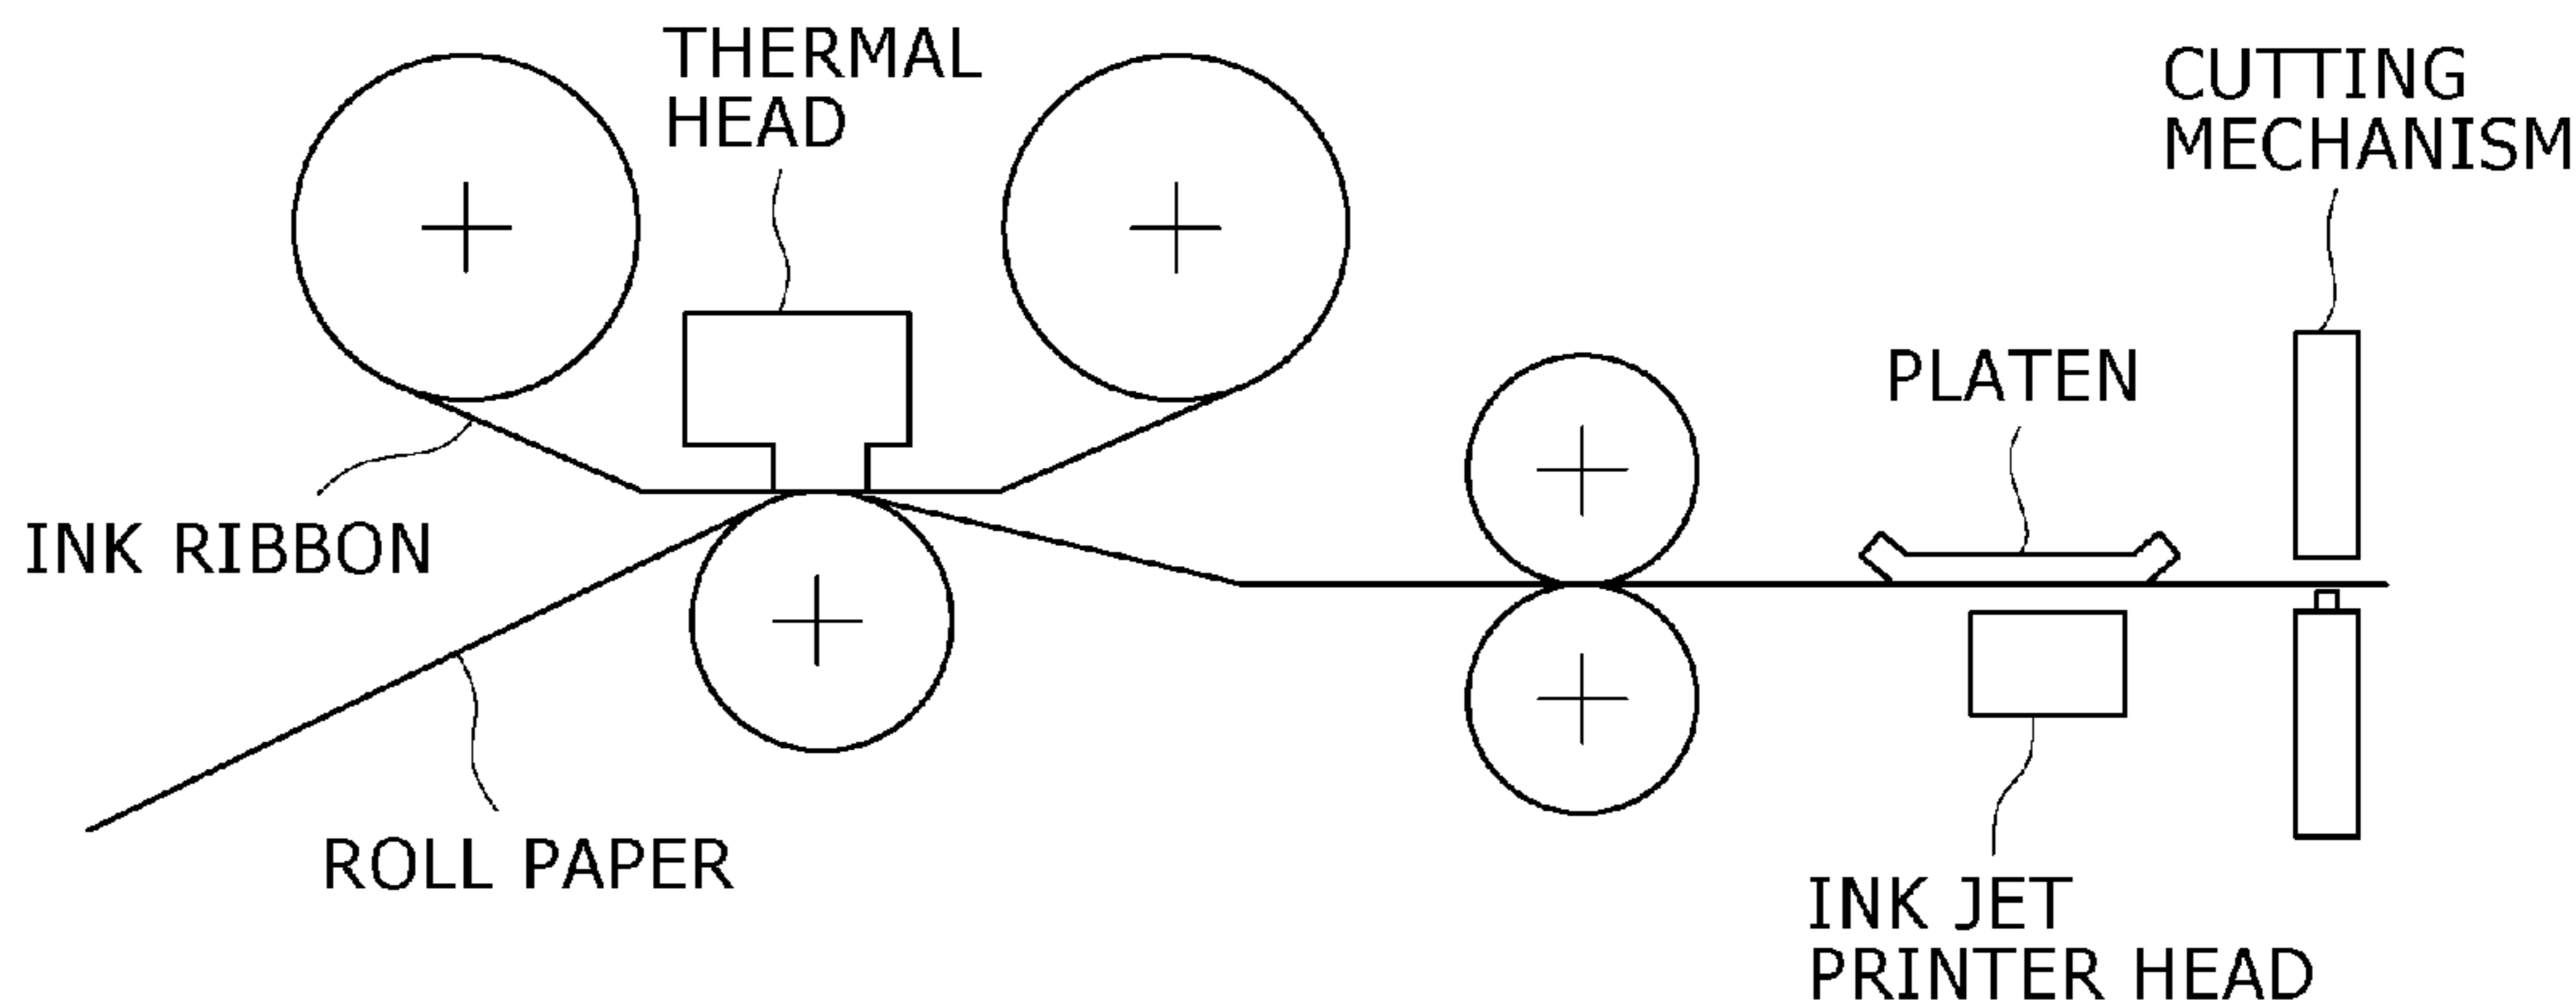 THERMAL
HEAD
CUTTING
MECHANISM
PLATEN
INK RIBBON
ROLL PAPER
INK JET
PRINTER HEAD